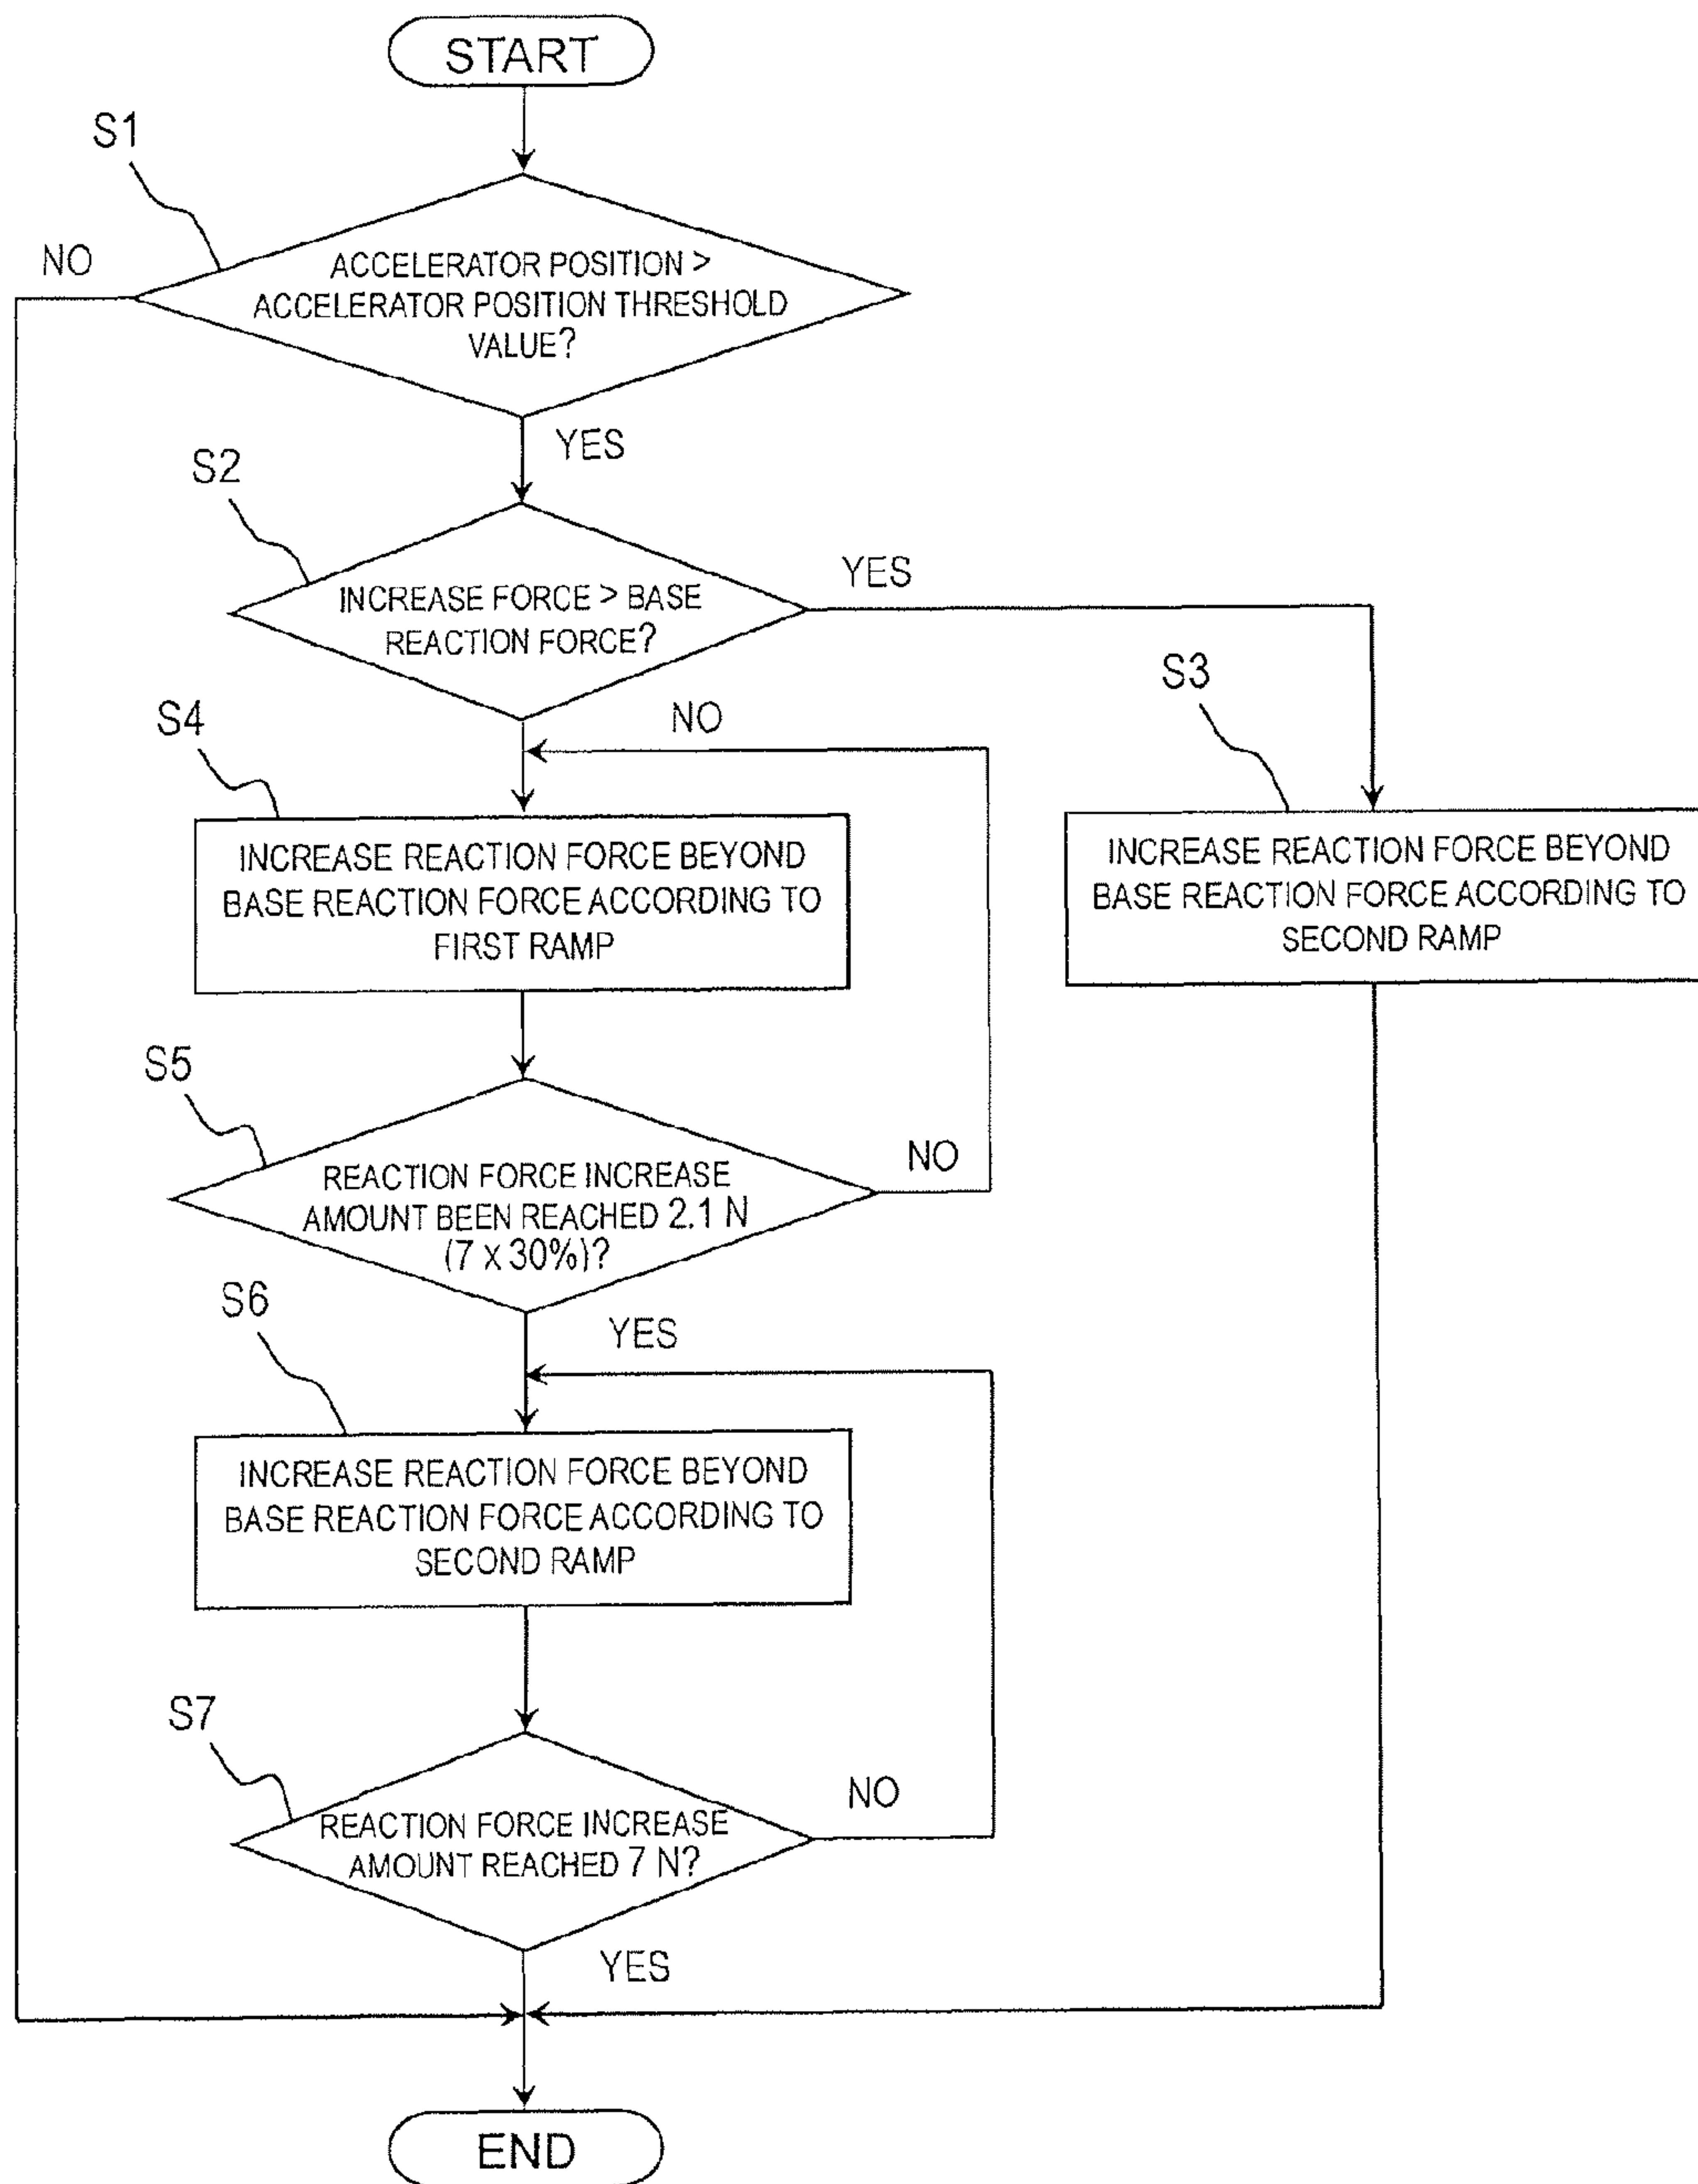 START
S1
NO
ACCELERATOR POSITION >
ACCELERATOR POSITION THRESHOLD
VALUE?
YES
S2
YES
INCREASE FORCE > BASE
REACTION FORCE?
S3
S4
NO
INCREASE REACTION FORCE BEYOND
BASE REACTION FORCE ACCORDING TO
FIRST RAMP
INCREASE REACTION FORCE BEYOND
BASE REACTION FORCE ACCORDING TO
SECOND RAMP
S5
NO
REACTION FORCE INCREASE
AMOUNT BEEN REACHED 2.1 N
(7 x 30%)?
S6
YES
INCREASE REACTION FORCE BEYOND
BASE REACTION FORCE ACCORDING TO
SECOND RAMP
S7
NO
REACTION FORCE INCREASE
AMOUNT REACHED 7 N?
YES
END